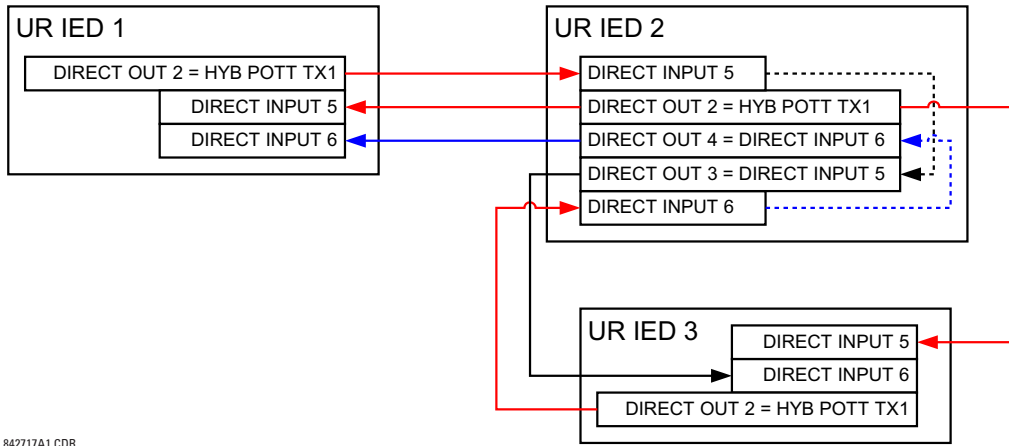 UR IED 1
DIRECT OUT 2 = HYB POTT TX1
DIRECT INPUT 5
DIRECT INPUT 6
UR IED 2
DIRECT INPUT 5
DIRECT OUT 2 = HYB POTT TX1
DIRECT OUT 4 = DIRECT INPUT 6
DIRECT OUT 3 = DIRECT INPUT 5
DIRECT INPUT 6
UR IED 3
DIRECT INPUT 5
DIRECT INPUT 6
DIRECT OUT 2 = HYB POTT TX1
842717A1.CDR